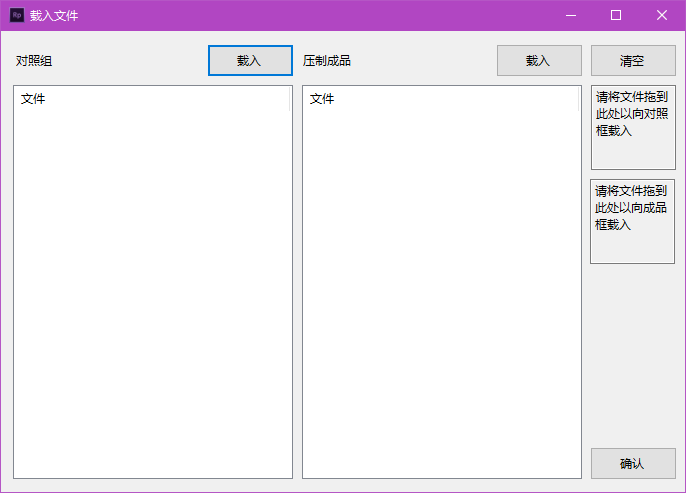 Rp 载入文件
对照组 载入 压制成品 载入 清空
文件
文件
请将文件拖到
此处以向对照
框载入
请将文件拖到
此处以向成品
框载入
确认